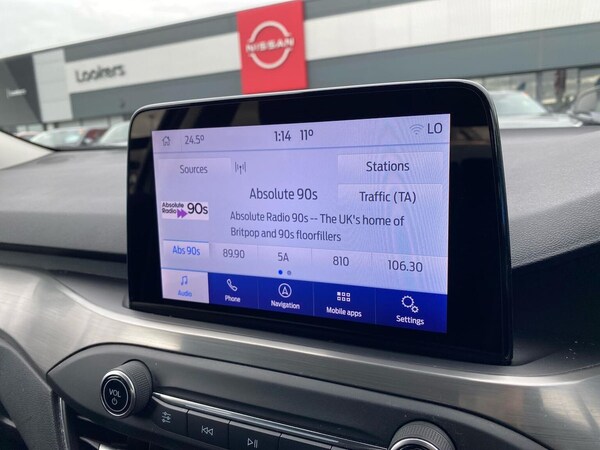 Lookers
NISSAN
24.5°
1:14 11°
LO
Sources
Stations
Absolute 90s
Traffic (TA)
Absolute Radio 90s
Absolute Radio 90s -- The UK's home of
Britpop and 90s floorfillers
Abs 90s
89.90
5A
810
106.30
Audio
Phone
Navigation
Mobile apps
Settings
VOL